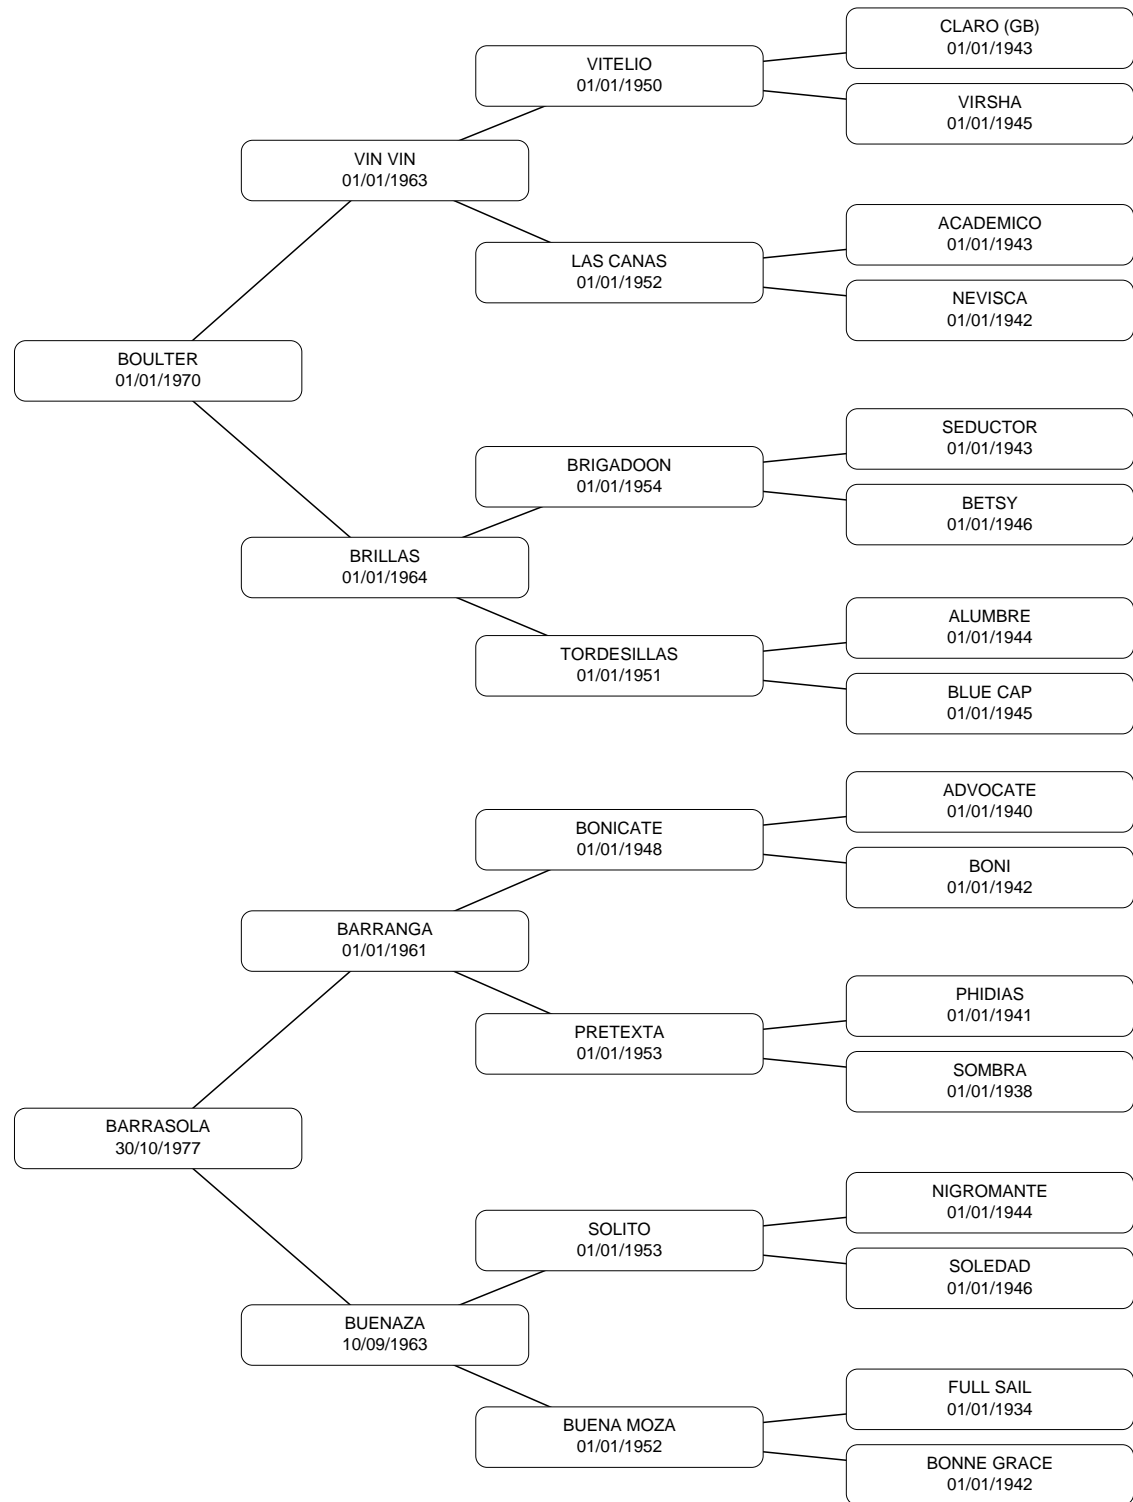 CLARO (GB)
01/01/1943
VITELIO
01/01/1950
VIRSHA
01/01/1945
VIN VIN
01/01/1963
ACADEMICO
01/01/1943
LAS CANAS
01/01/1952
NEVISCA
01/01/1942
BOULTER
01/01/1970
SEDUCTOR
01/01/1943
BRIGADOON
01/01/1954
BETSY
01/01/1946
BRILLAS
01/01/1964
ALUMBRE
01/01/1944
TORDESILLAS
01/01/1951
BLUE CAP
01/01/1945
ADVOCATE
01/01/1940
BONICATE
01/01/1948
BONI
01/01/1942
BARRANGA
01/01/1961
PHIDIAS
01/01/1941
PRETEXTA
01/01/1953
SOMBRA
01/01/1938
BARRASOLA
30/10/1977
NIGROMANTE
01/01/1944
SOLITO
01/01/1953
SOLEDAD
01/01/1946
BUENAZA
10/09/1963
FULL SAIL
01/01/1934
BUENA MOZA
01/01/1952
BONNE GRACE
01/01/1942